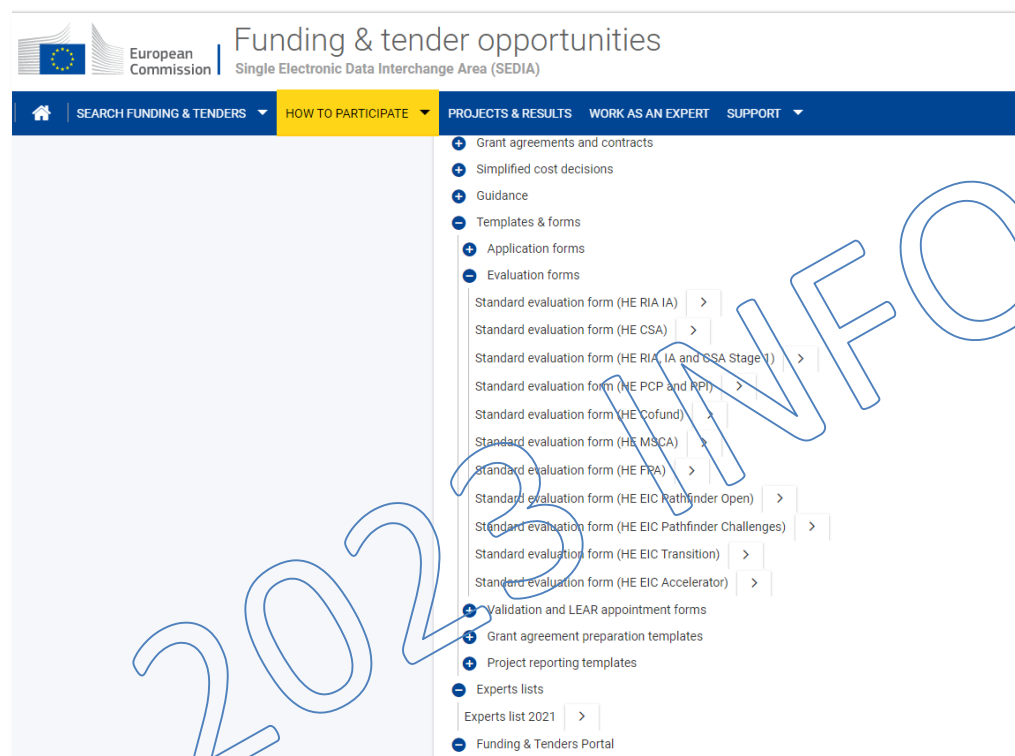 European
Commission
Funding & tender opportunities
Single Electronic Data Interchange Area (SEDIA)
SEARCH FUNDING & TENDERS
HOW TO PARTICIPATE
PROJECTS & RESULTS
WORK AS AN EXPERT
SUPPORT
Grant agreements and contracts
Simplified cost decisions
Guidance
Templates & forms
Application forms
Evaluation forms
Standard evaluation form (HE RIA IA)
Standard evaluation form (HE CSA)
Standard evaluation form (HE RIA, IA and CSA Stage 1)
Standard evaluation form (HE PCP and PPI)
Standard evaluation form (HE Cofund)
Standard evaluation form (HE MSCA)
Standard evaluation form (HE FPA)
Standard evaluation form (HE EIC Pathfinder Open)
Standard evaluation form (HE EIC Pathfinder Challenges)
Standard evaluation form (HE EIC Transition)
Standard evaluation form (HE EIC Accelerator)
Validation and LEAR appointment forms
Grant agreement preparation templates
Project reporting templates
Experts lists
Experts list 2021
Funding & Tenders Portal
2023 INFO